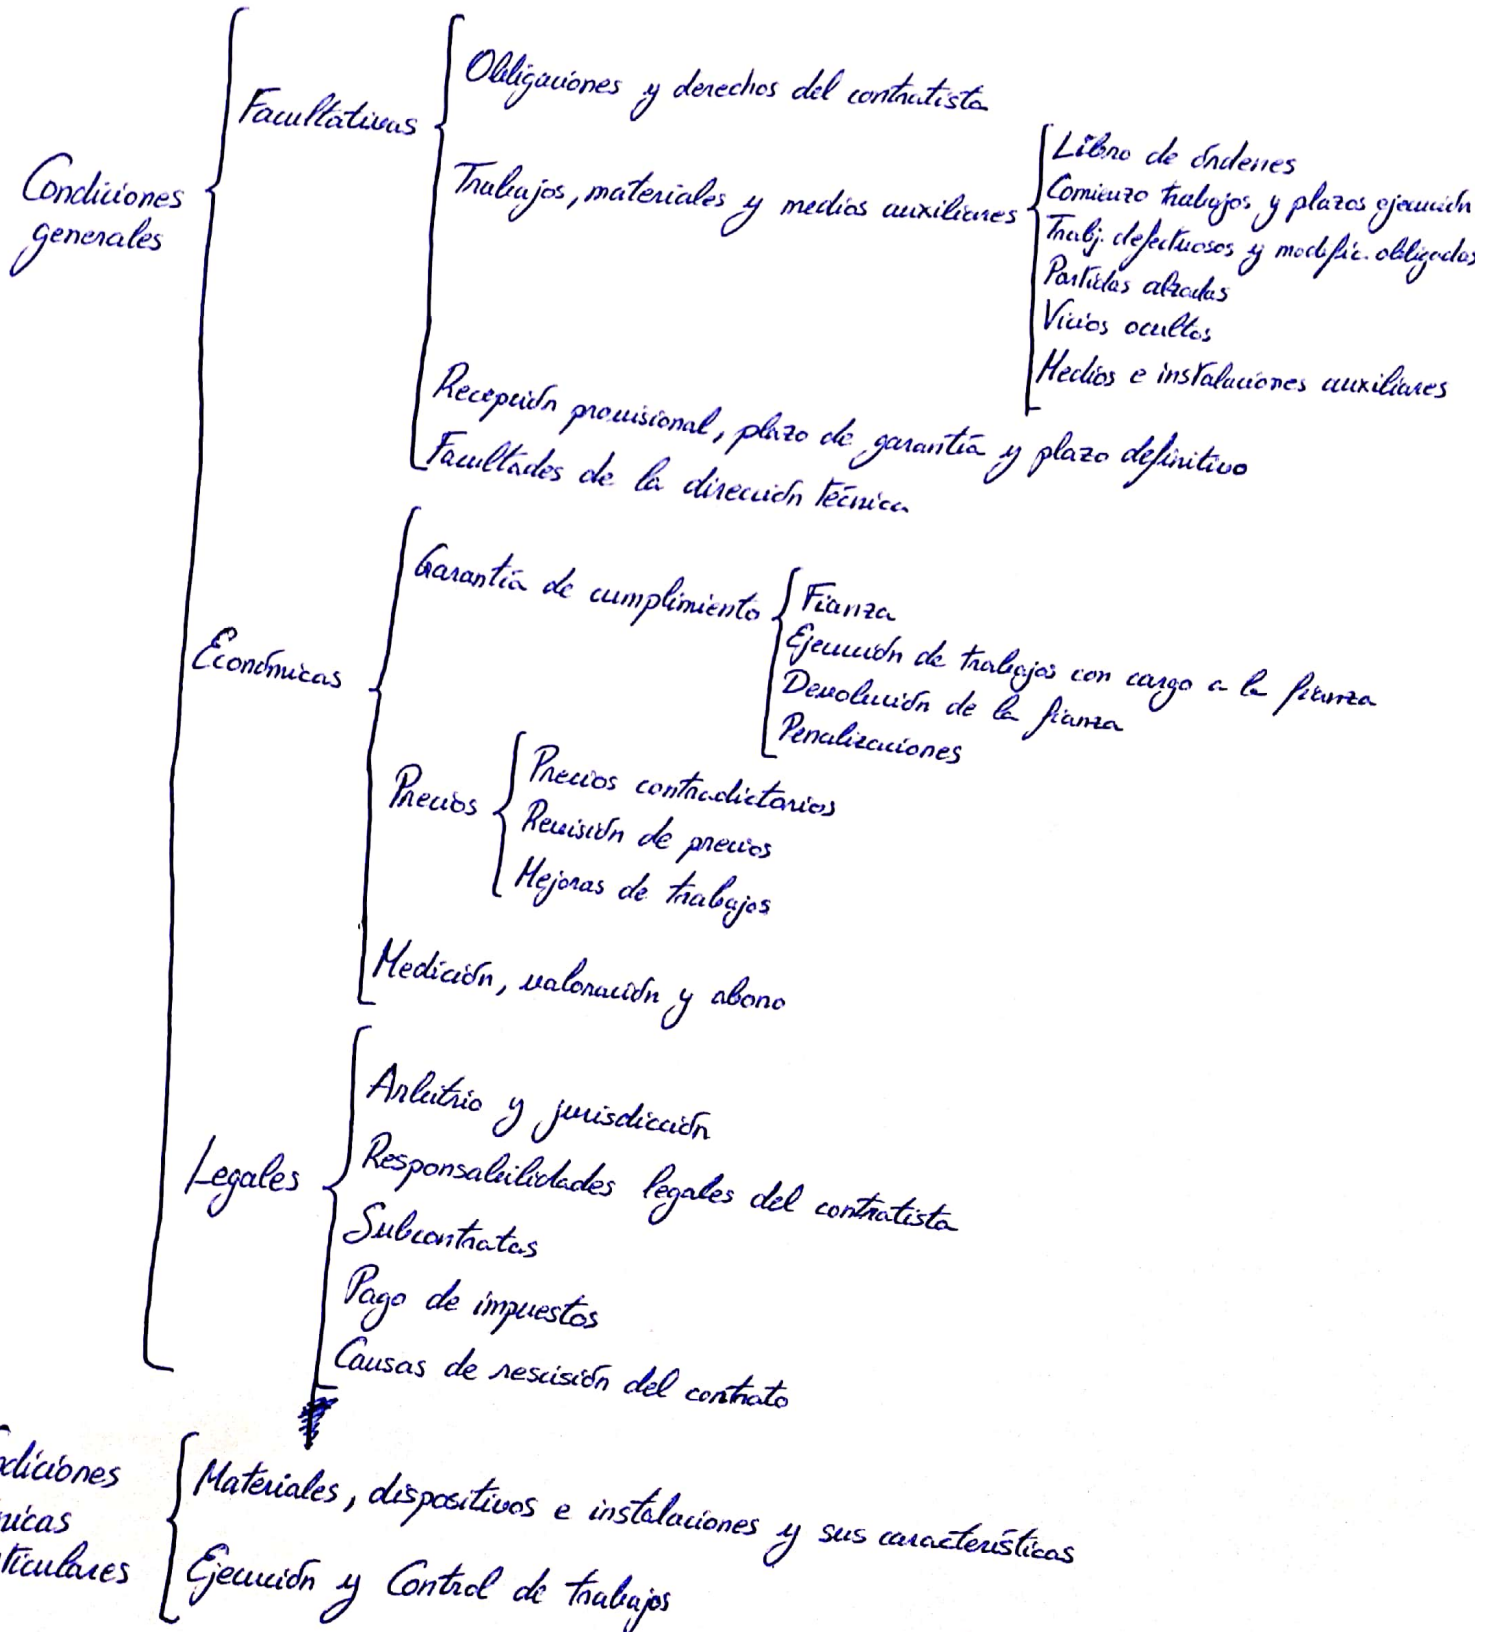 Condiciones
generales
Facultativas
Obligaciones y derechos del contratista
Trabajos, materiales y medios auxiliares
Libro de órdenes
Comienzo trabajos y plazos ejecución
Trabj. defectuosos y modific. obligadas
Partidas alzadas
Vicios ocultos
Medios e instalaciones auxiliares
Recepción provisional, plazo de garantía y plazo definitivo
Facultades de la dirección técnica
Económicas
Garantía de cumplimiento
Fianza
Ejecución de trabajos con cargo a la fianza
Devolución de la fianza
Penalizaciones
Precios
Precios contradictorios
Revisión de precios
Mejoras de trabajos
Medición, valoración y abono
Legales
Arbitrio y jurisdicción
Responsabilidades legales del contratista
Subcontratas
Pago de impuestos
Causas de rescisión del contrato
diciones
nicas
ticulares
Materiales, dispositivos e instalaciones y sus características
Ejecución y Control de trabajos